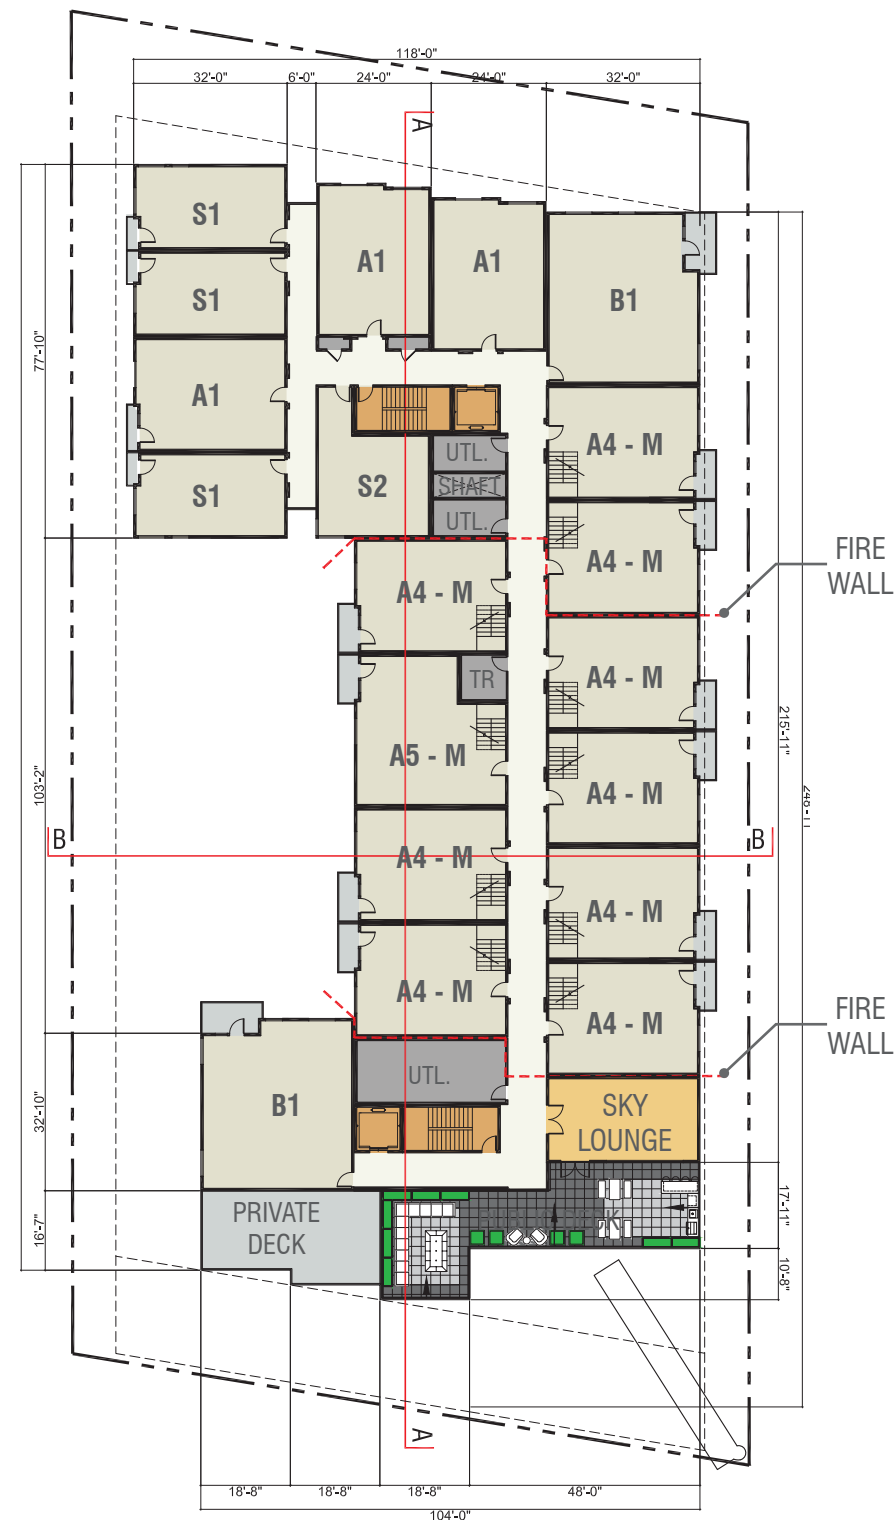 118'-0"
32'-0"
6'-0"
24'-0"
24'-0"
32'-0"
A
S1
A1
A1
S1
B1
77'-10"
A1
A4 - M
UTL.
S1
S2
SHAFT
UTL.
A4 - M
FIRE
WALL
A4 - M
TR
A4 - M
215'-11"
A5 - M
A4 - M
103'-2"
B
B
A4 - M
A4 - M
A4 - M
A4 - M
FIRE
WALL
UTL.
B1
SKY
LOUNGE
32'-10"
PRIVATE
DECK
PUBLIC DECK
17'-11"
16'-7"
10'-8"
A
18'-8"
18'-8"
18'-8"
48'-0"
104'-0"